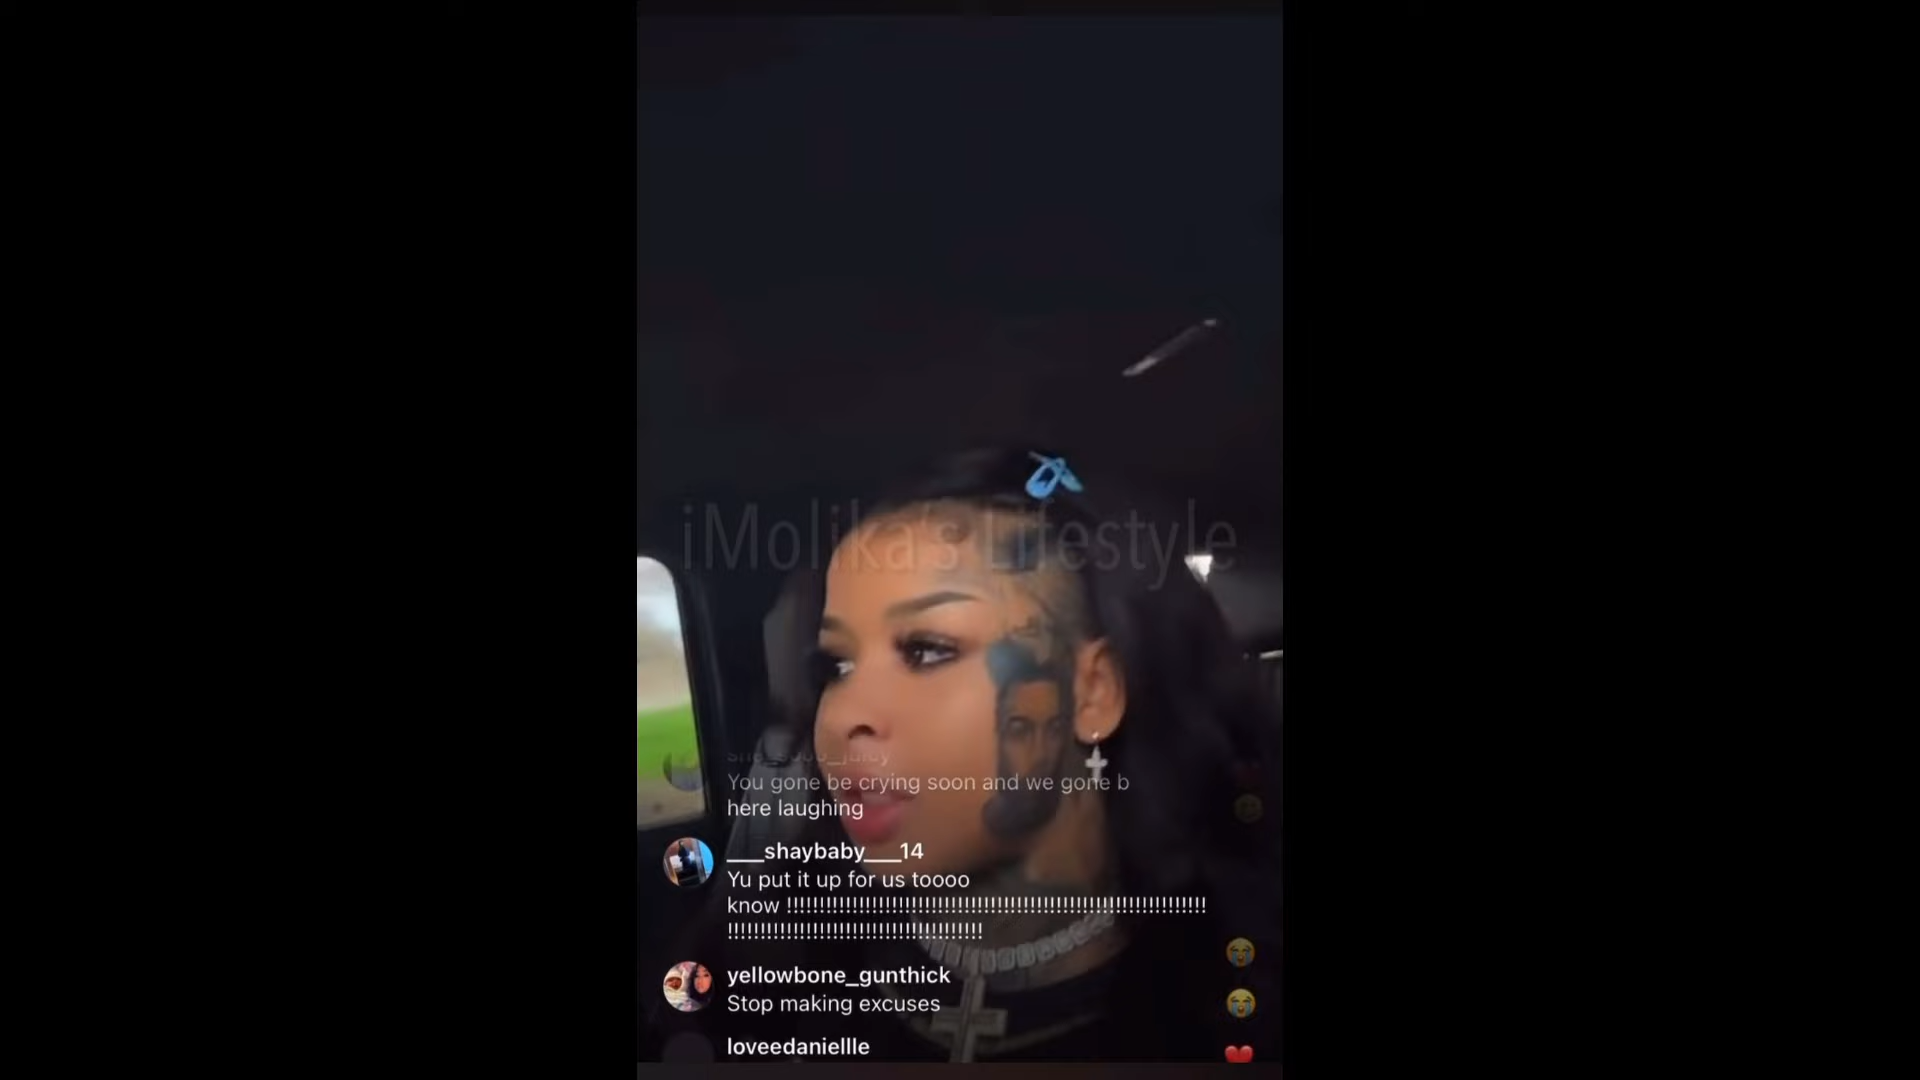 iMolika's Lifestyle
You gone be crying soon and we gone b
here laughing
___shaybaby___14
Yu put it up for us toooo
know !!!!!!!!!!!!!!!!!!!!!!!!!!!!!!!!!!!!!!!!!!!!!!!!!!!!!!!!!!!!!!!!
!!!!!!!!!!!!!!!!!!!!!!!!!!!!!!!!!!!!!!!
yellowbone_gunthick
Stop making excuses
loveedaniellle